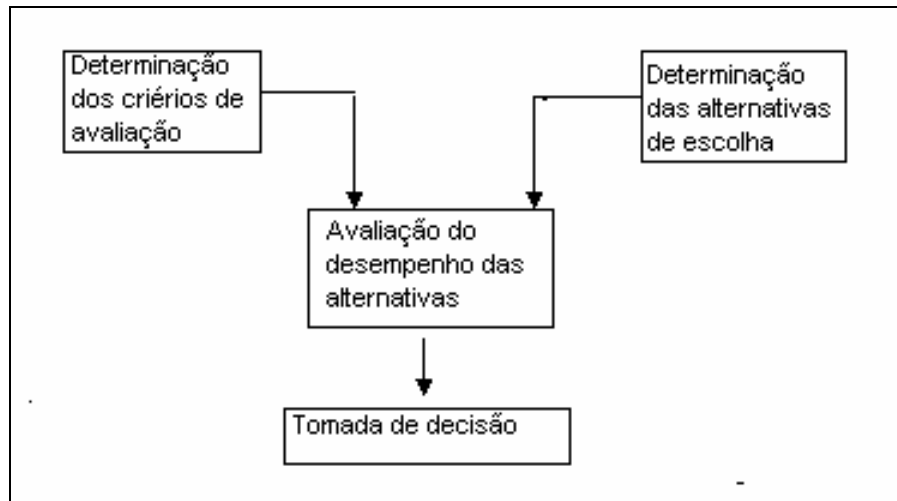 Determinação
dos criérios de
avaliação
Determinação
das alternativas
de escolha
Avaliação do
desempenho das
alternativas
Tomada de decisão